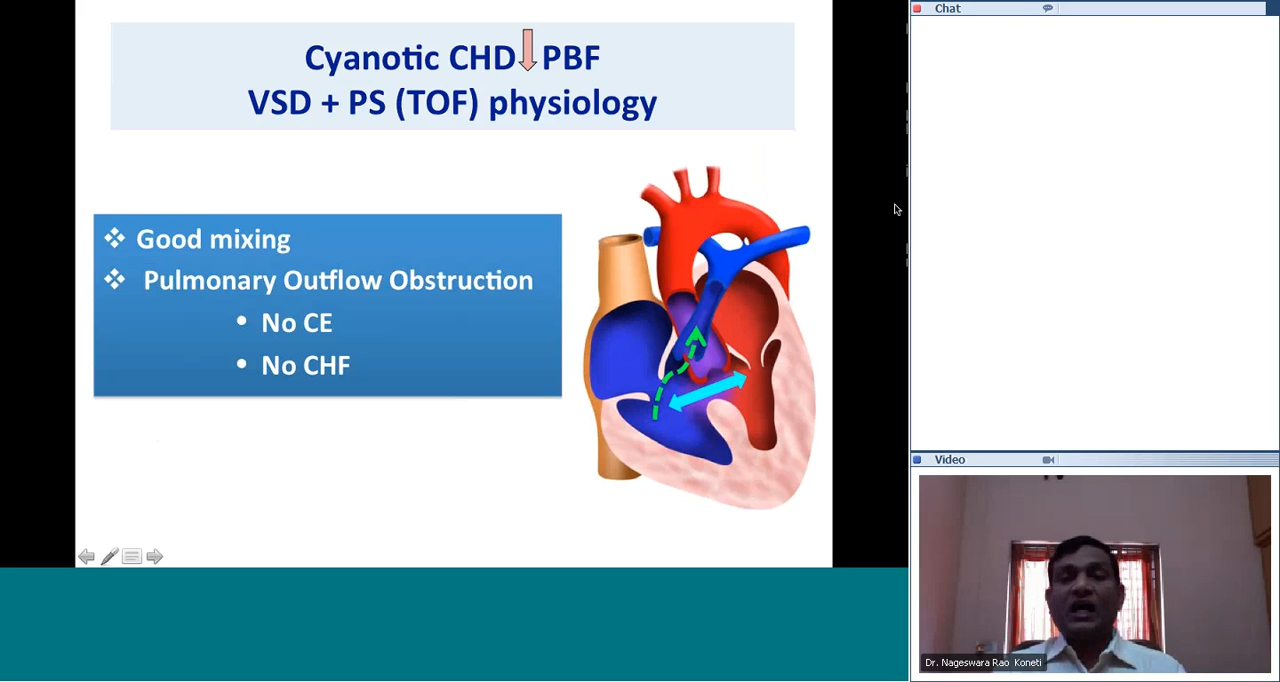 Cyanotic CHD PBF
VSD + PS (TOF) physiology
Good mixing
Pulmonary Outflow Obstruction
No CE
No CHF
Chat
Video
Dr. Nageswara Rao Koneti